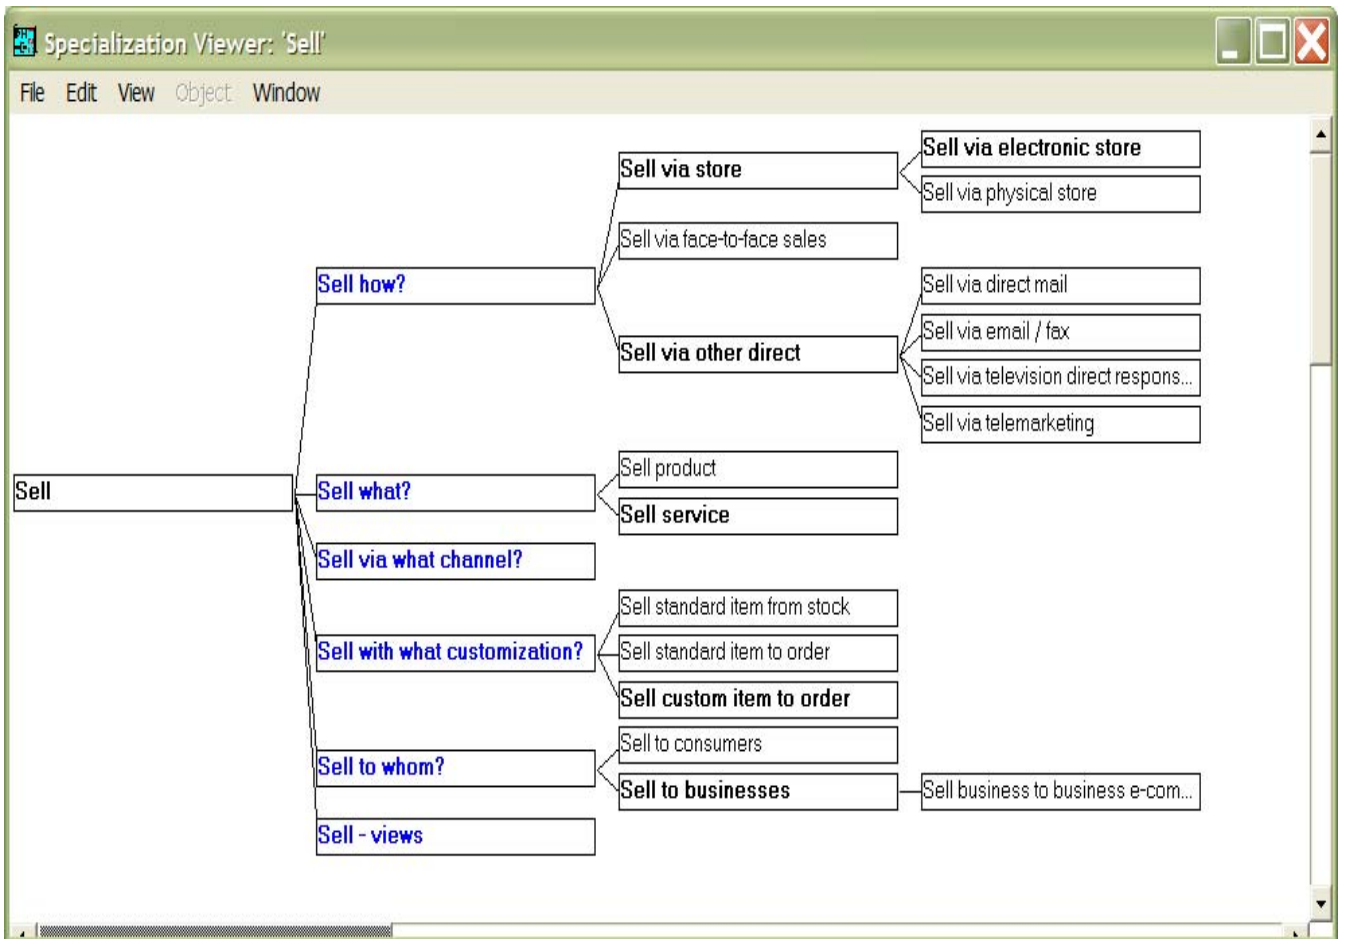 Specialization Viewer: 'Sell'
File Edit View Object Window
Sell
Sell how?
Sell via store
Sell via electronic store
Sell via physical store
Sell via face-to-face sales
Sell via other direct
Sell via direct mail
Sell via email / fax
Sell via television direct respons...
Sell via telemarketing
Sell what?
Sell product
Sell service
Sell via what channel?
Sell with what customization?
Sell standard item from stock
Sell standard item to order
Sell custom item to order
Sell to whom?
Sell to consumers
Sell to businesses
Sell business to business e-com...
Sell - views